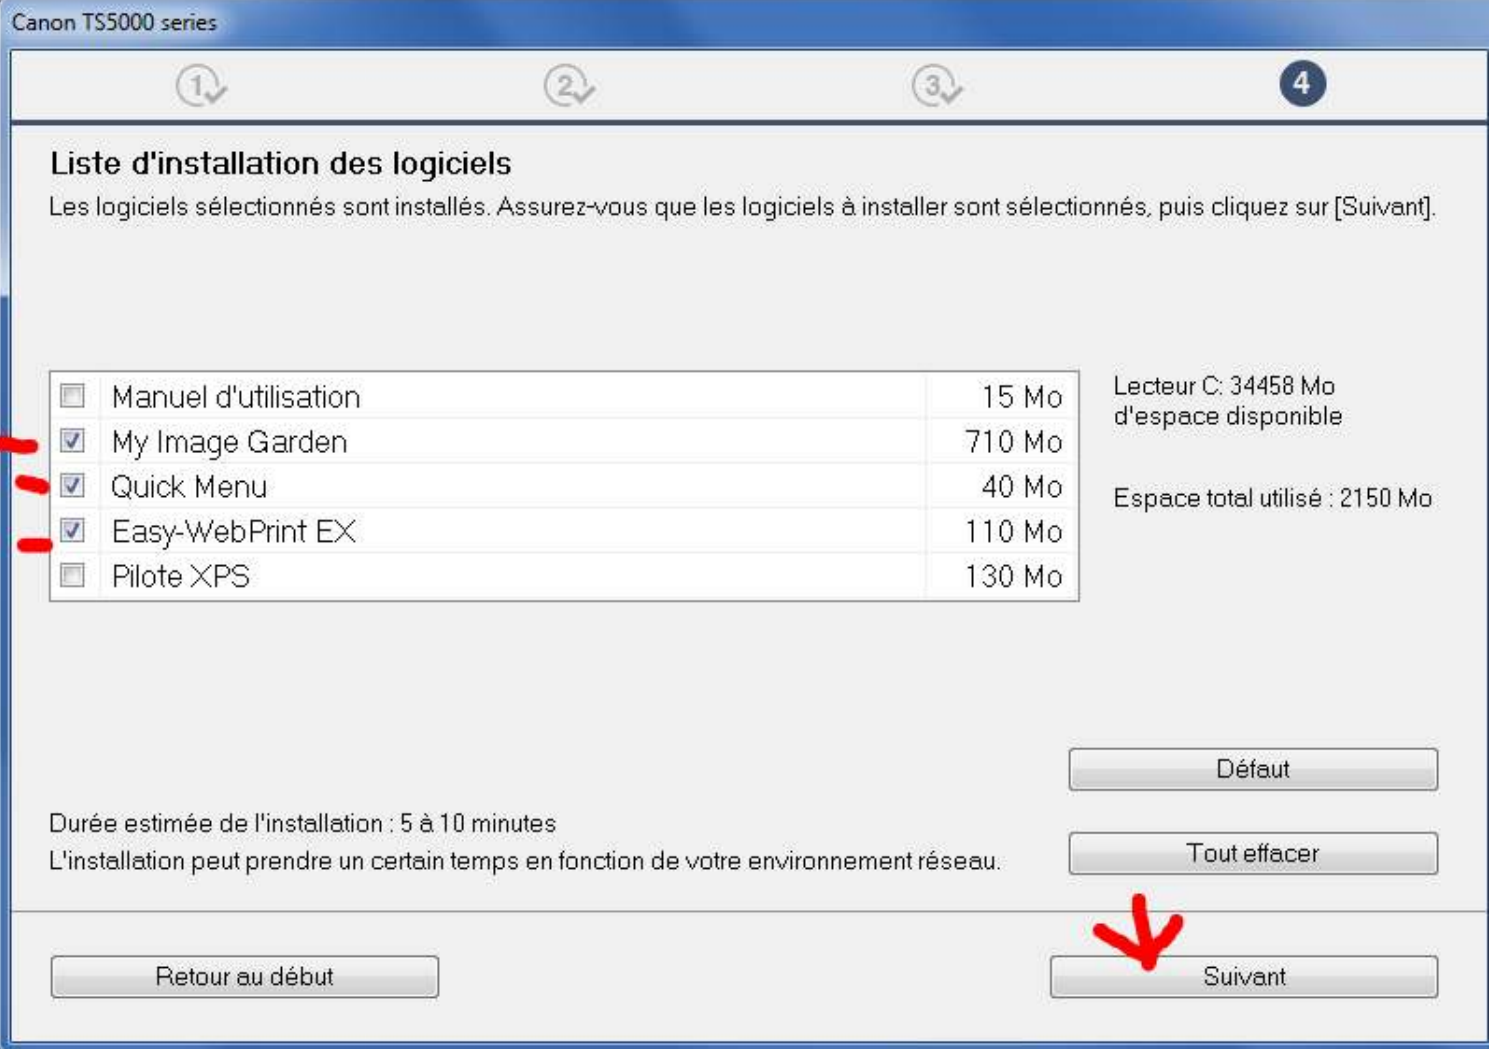 Canon TS5000 series
1 2 3 4
Liste d'installation des logiciels
Les logiciels sélectionnés sont installés. Assurez-vous que les logiciels à installer sont sélectionnés, puis cliquez sur [Suivant].
Manuel d'utilisation 15 Mo
My Image Garden 710 Mo
Quick Menu 40 Mo
Easy-WebPrint EX 110 Mo
Pilote XPS 130 Mo
Lecteur C: 34458 Mo
d'espace disponible
Espace total utilisé : 2150 Mo
Défaut
Durée estimée de l'installation : 5 à 10 minutes
L'installation peut prendre un certain temps en fonction de votre environnement réseau.
Tout effacer
Retour au début
Suivant